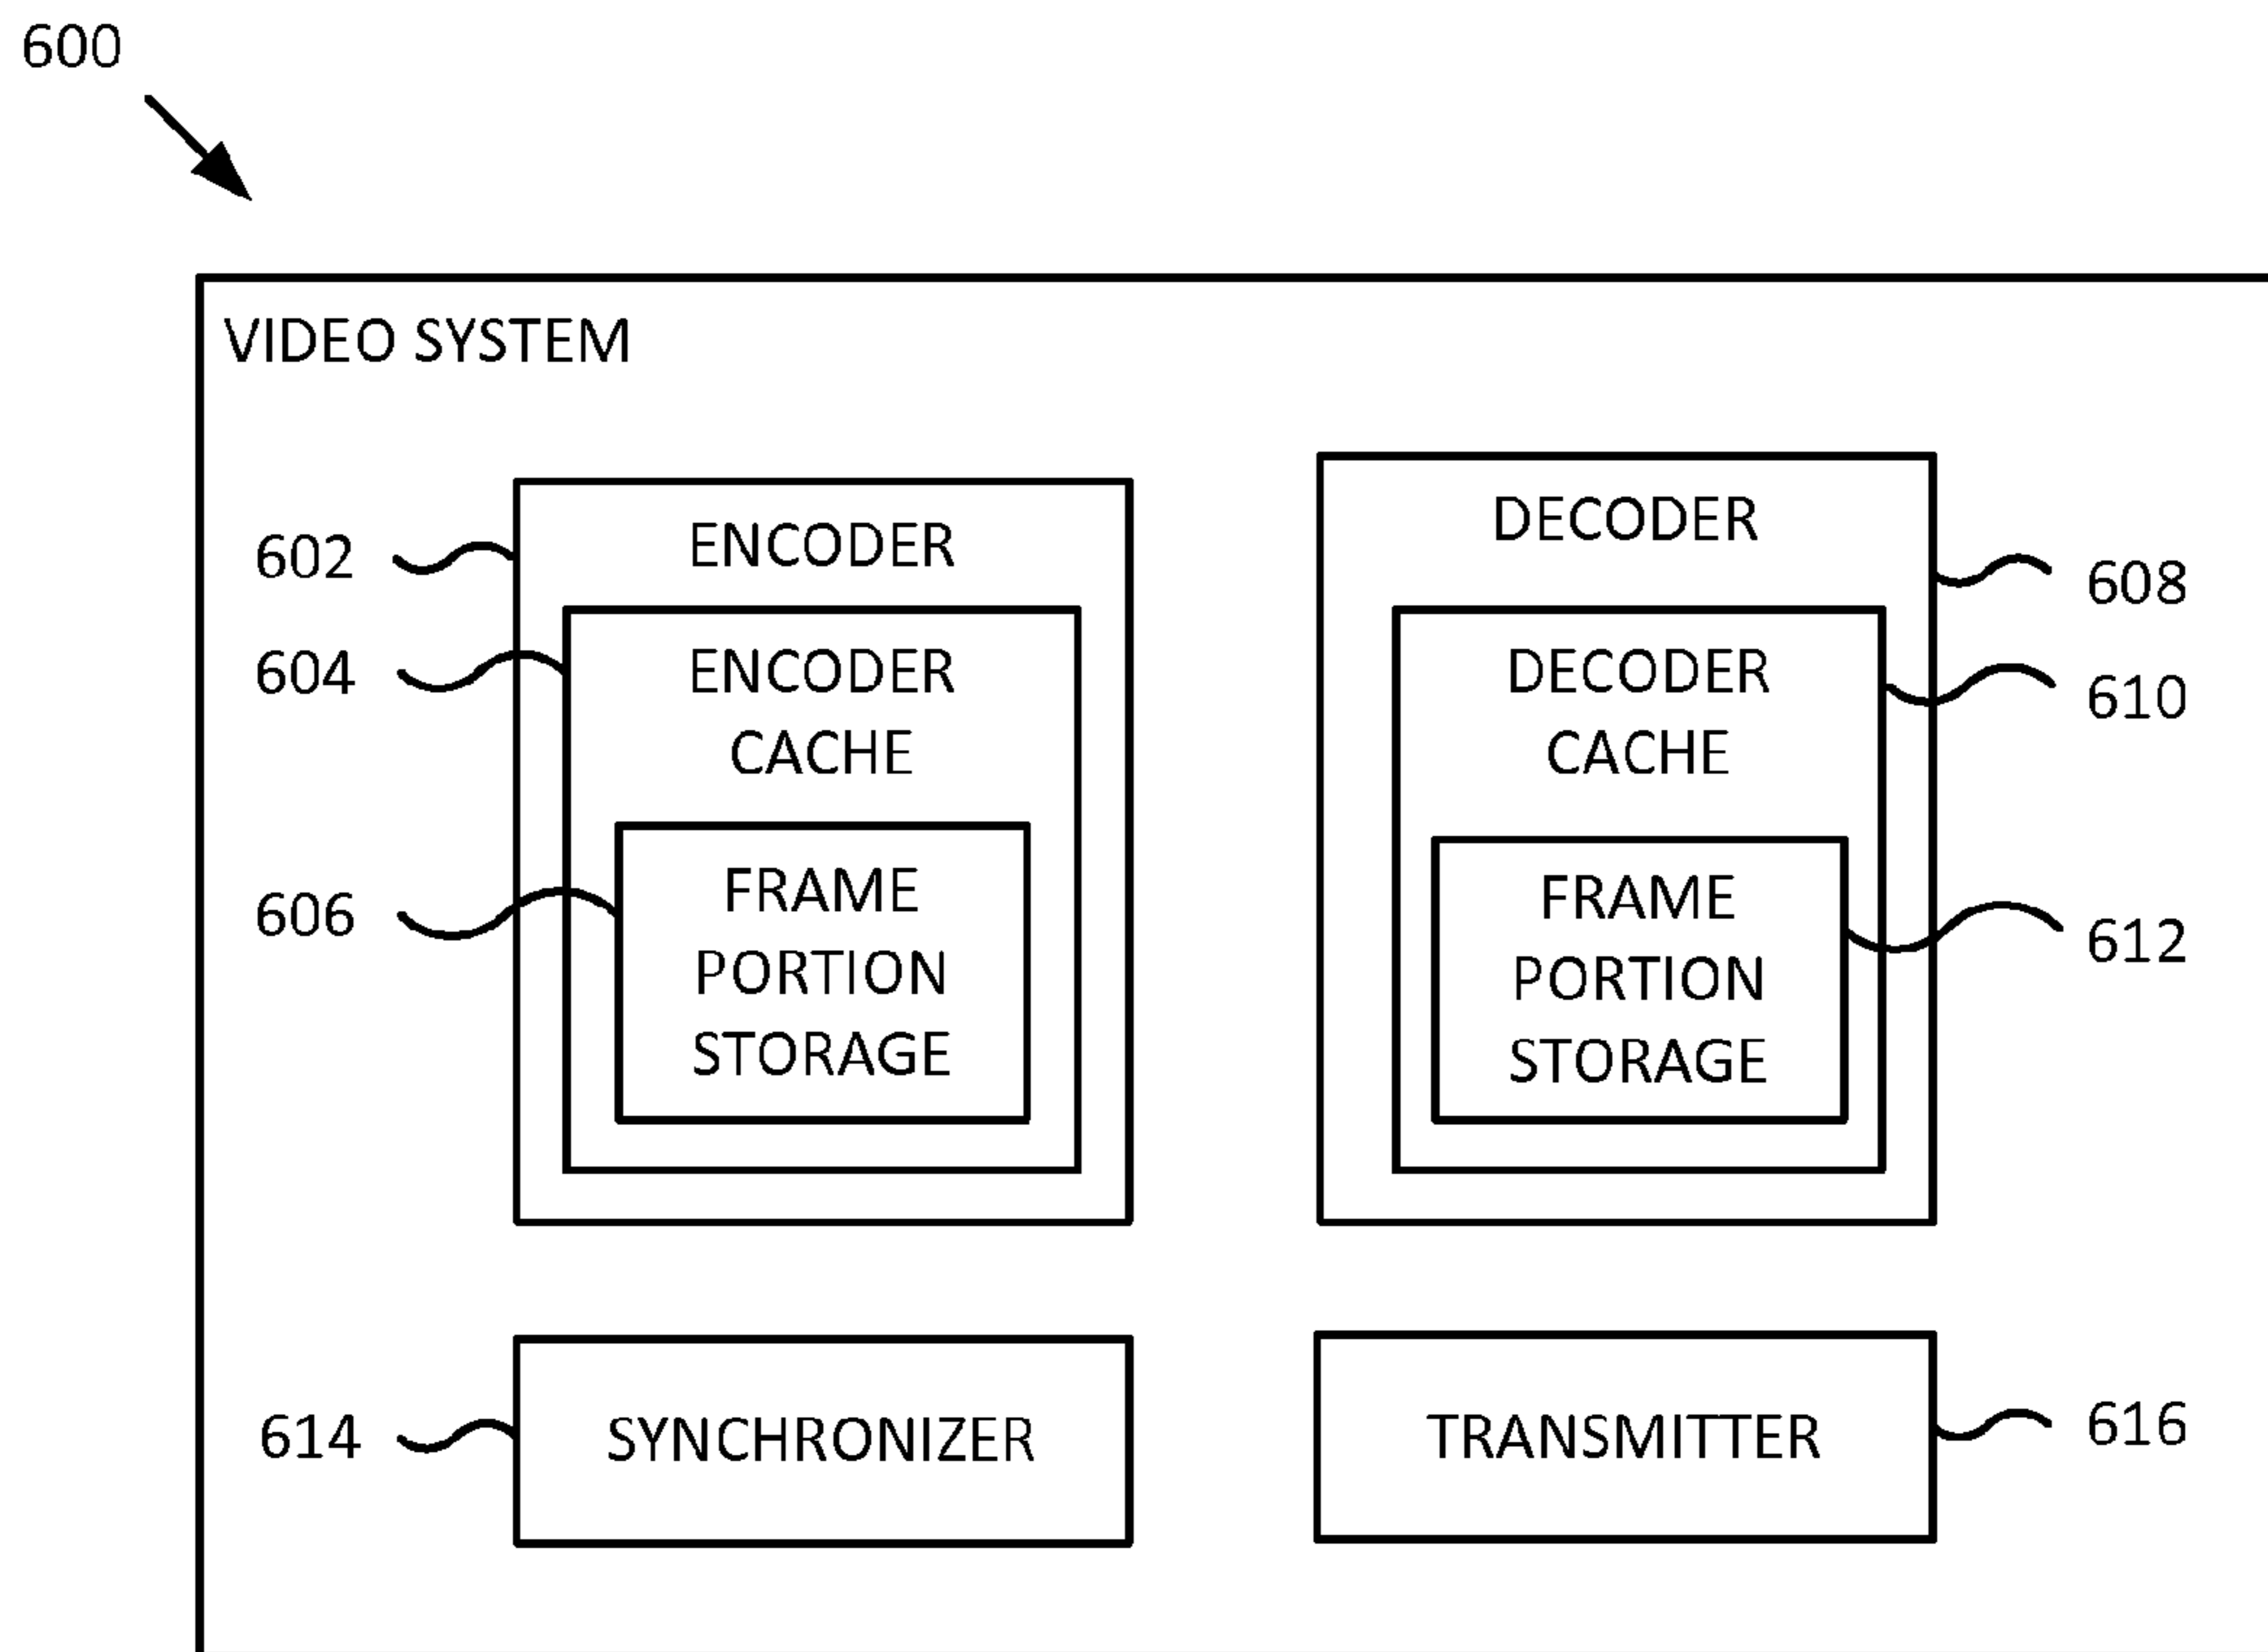 600
VIDEO SYSTEM
602
ENCODER
604
ENCODER
CACHE
606
FRAME
PORTION
STORAGE
DECODER
608
DECODER
CACHE
610
FRAME
PORTION
STORAGE
612
614
SYNCHRONIZER
TRANSMITTER
616